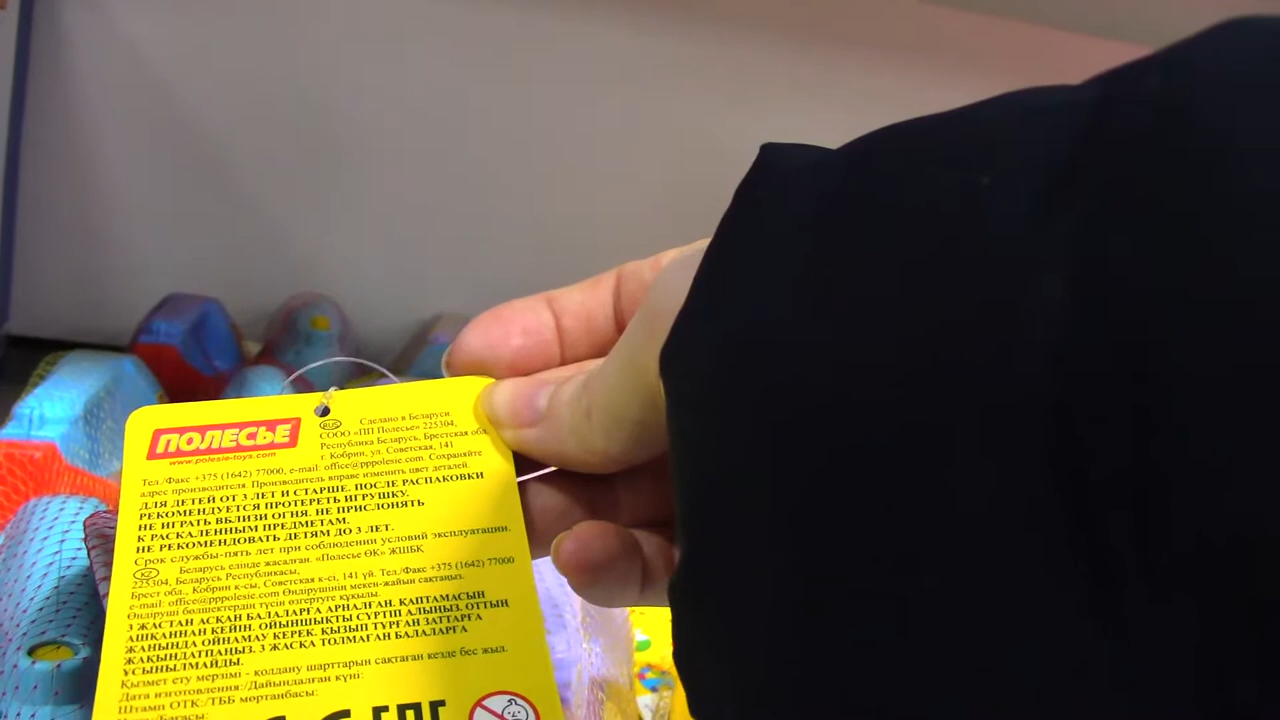 ПОЛЕСЬЕ
www.polesie-toys.com
RUS Сделано в Беларуси.
СООО «ПП Полесье» 225304,
Республика Беларусь, Брестская обл.
г. Кобрин, ул. Советская, 141
Тел./Факс +375 (1642) 77000, e-mail: office@pppolesie.com. Сохраняйте
адрес производителя. Производитель вправе изменить цвет деталей.
ДЛЯ ДЕТЕЙ ОТ 3 ЛЕТ И СТАРШЕ. ПОСЛЕ РАСПАКОВКИ
РЕКОМЕНДУЕТСЯ ПРОТЕРЕТЬ ИГРУШКУ.
НЕ ИГРАТЬ ВБЛИЗИ ОГНЯ. НЕ ПРИСЛОНЯТЬ
К РАСКАЛЕННЫМ ПРЕДМЕТАМ.
НЕ РЕКОМЕНДОВАТЬ ДЕТЯМ ДО 3 ЛЕТ.
Срок службы-пять лет при соблюдении условий эксплуатации.
KZ Беларусь елінде жасалған. «Полесье ӨК» ЖШБҚ
225304, Беларусь Республикасы,
Брест обл., Кобрин қ-сы, Советская к-сі, 141 үй. Тел./Факс +375 (1642) 77000
e-mail: office@pppolesie.com Өндірушінің мекен-жайын сақтаңыз.
Өндіруші бөлшектердің түсін өзгертуге құқылы.
3 ЖАСТАН АСҚАН БАЛАЛАРҒА АРНАЛҒАН. ҚАПТАМАСЫН
АШҚАННАН КЕЙІН. ОЙЫНШЫҚТЫ СҮРТІП АЛЫҢЫЗ. ОТТЫҢ
ЖАНЫНДА ОЙНАМАУ КЕРЕК. ҚЫЗЫП ТҰРҒАН ЗАТТАРҒА
ЖАҚЫНДАТПАҢЫЗ. 3 ЖАСҚА ТОЛМАҒАН БАЛАЛАРҒА
ҰСЫНЫЛМАЙДЫ.
Қызмет ету мерзімі - қолдану шарттарын сақтаған кезде бес жыл.
Дата изготовления:/Дайындалған күні:
Штамп ОТК:/ТББ мөртаңбасы: